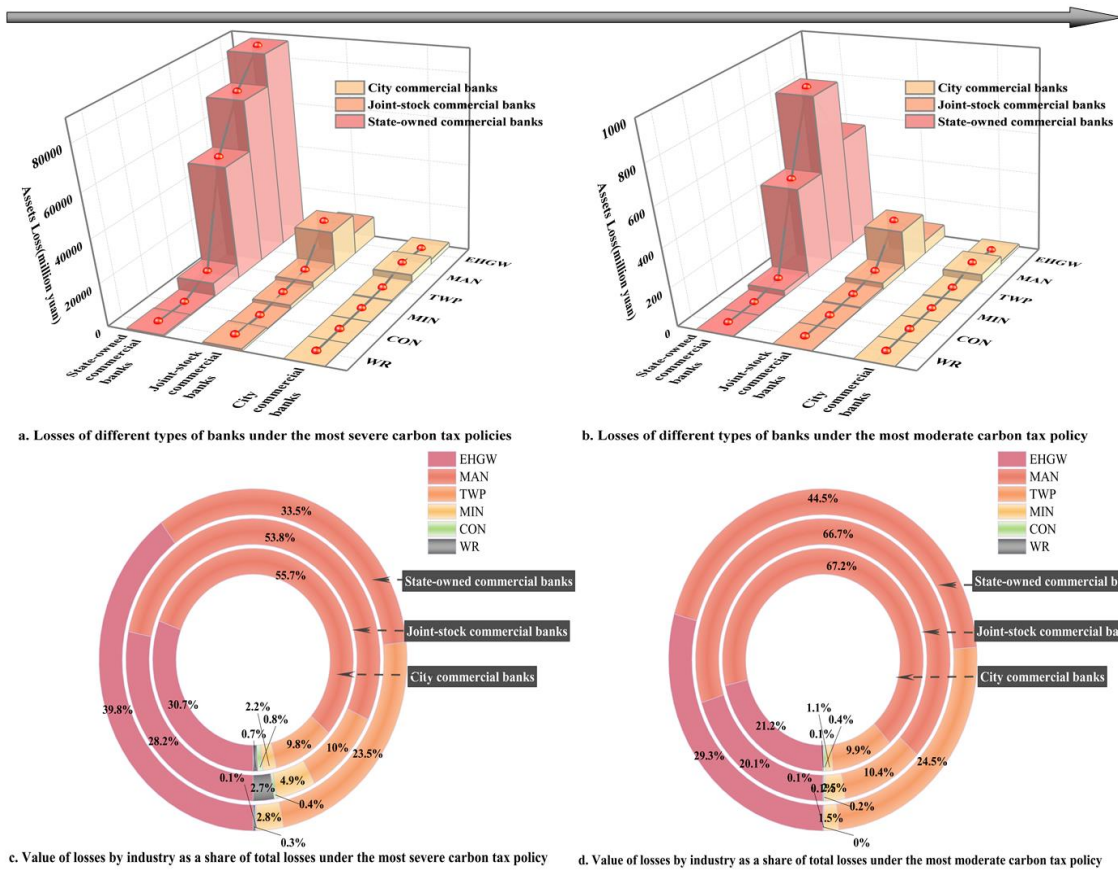 City commercial banks
Joint-stock commercial banks
State-owned commercial banks
80000
60000
40000
20000
0
Assets Loss(million yuan)
State-owned
commercial
banks
Joint-stock
commercial
banks
City
commercial
banks
EHGW
MAN
TWP
MIN
CON
WR
a. Losses of different types of banks under the most severe carbon tax policies
City commercial banks
Joint-stock commercial banks
State-owned commercial banks
1000
800
600
400
200
0
Assets Loss(million yuan)
State-owned
commercial
banks
Joint-stock
commercial
banks
City
commercial
banks
EHGW
MAN
TWP
MIN
CON
WR
b. Losses of different types of banks under the most moderate carbon tax policy
EHGW
MAN
TWP
MIN
CON
WR
33.5%
53.8%
55.7%
State-owned commercial banks
Joint-stock commercial banks
City commercial banks
39.8%
28.2%
30.7%
2.2%
0.8%
0.7%
9.8%
10%
23.5%
0.1%
2.7%
4.9%
0.4%
2.8%
0.3%
c. Value of losses by industry as a share of total losses under the most severe carbon tax policy
EHGW
MAN
TWP
MIN
CON
WR
44.5%
66.7%
67.2%
State-owned commercial b
Joint-stock commercial ba
City commercial banks
29.3%
20.1%
21.2%
1.1%
0.4%
0.1%
9.9%
10.4%
24.5%
0.1%
0.2%
1.5%
0%
d. Value of losses by industry as a share of total losses under the most moderate carbon tax policy